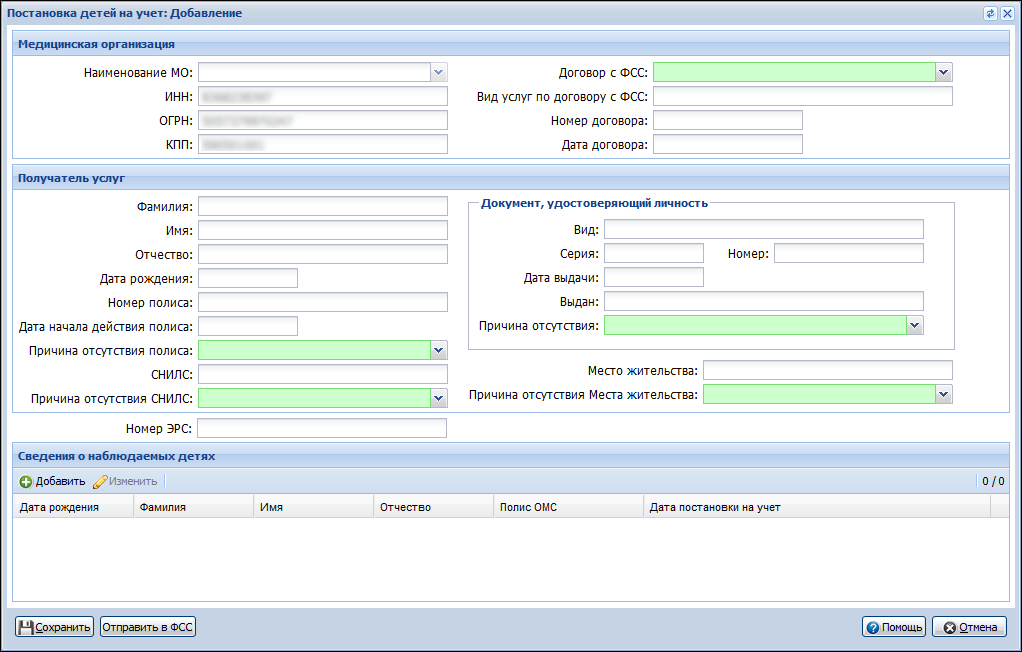 Постановка детей на учет: Добавление
Медицинская организация
Наименование МО:
Договор с ФСС:
ИНН:
Вид услуг по договору с ФСС:
ОГРН:
Номер договора:
КПП:
Дата договора:
Получатель услуг
Фамилия:
Имя:
Отчество:
Дата рождения:
Номер полиса:
Дата начала действия полиса:
Причина отсутствия полиса:
СНИЛС:
Причина отсутствия СНИЛС:
Документ, удостоверяющий личность
Вид:
Серия: Номер:
Дата выдачи:
Выдан:
Причина отсутствия:
Место жительства:
Причина отсутствия Места жительства:
Номер ЭРС:
Сведения о наблюдаемых детях
Добавить Изменить 0 / 0
Дата рождения Фамилия Имя Отчество Полис ОМС Дата постановки на учет
Сохранить Отправить в ФСС Помощь Отмена